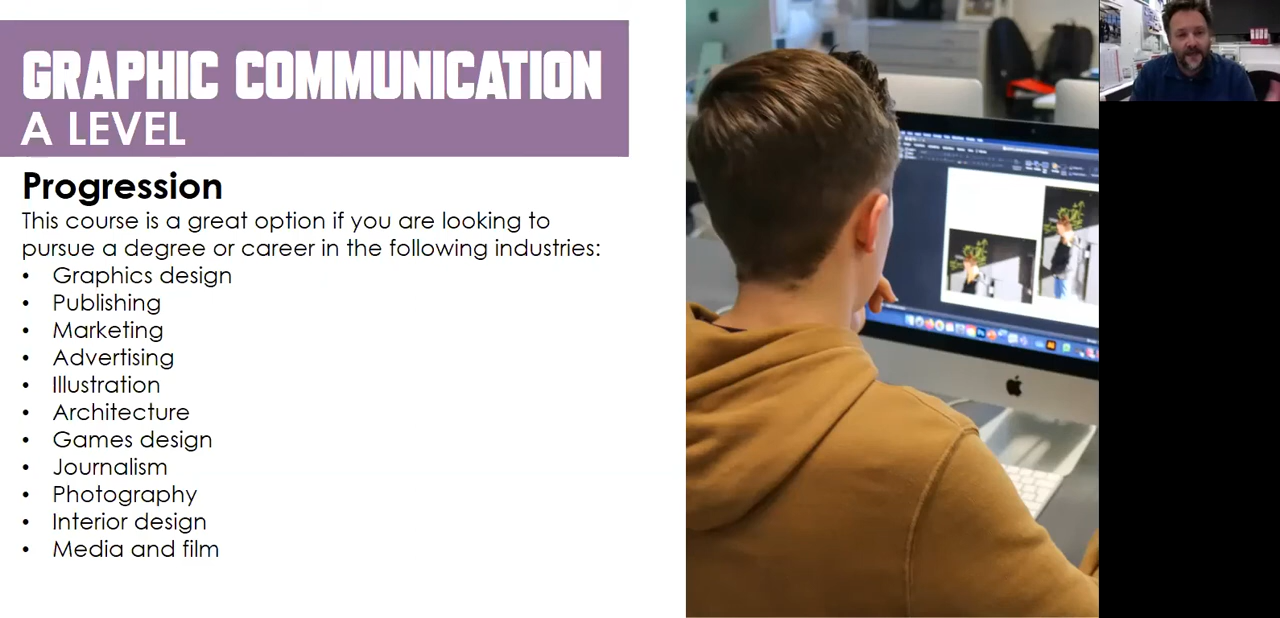 GRAPHIC COMMUNICATION
A LEVEL
Progression
This course is a great option if you are looking to
pursue a degree or career in the following industries:
• Graphics design
• Publishing
• Marketing
• Advertising
• Illustration
• Architecture
• Games design
• Journalism
• Photography
• Interior design
• Media and film